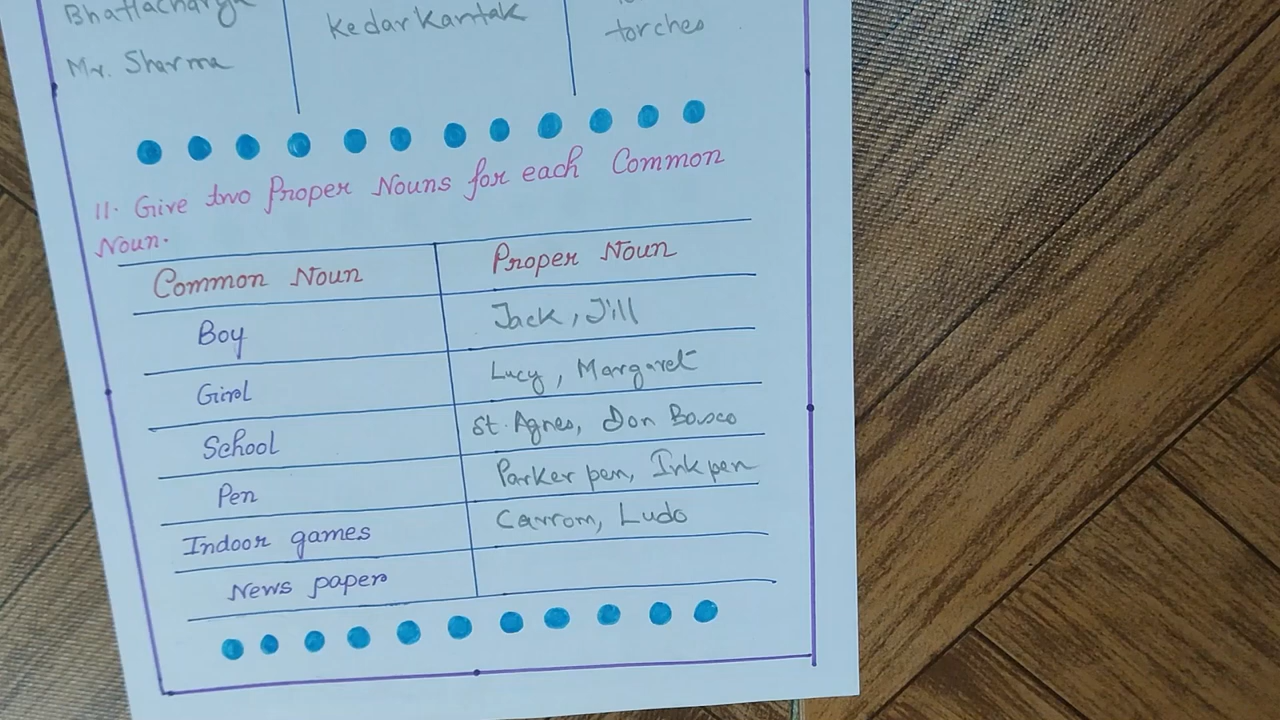 Bhattacharya
Kedarkantak
torches
Mr. Sharma
11. Give two Proper Nouns for each Common
Noun.
Common Noun Proper Noun
Boy Jack, Jill
Girl Lucy, Margaret
School St. Agnes, Don Bosco
Pen Parker pen, Ink pen
Indoor games Carrom, Ludo
News paper